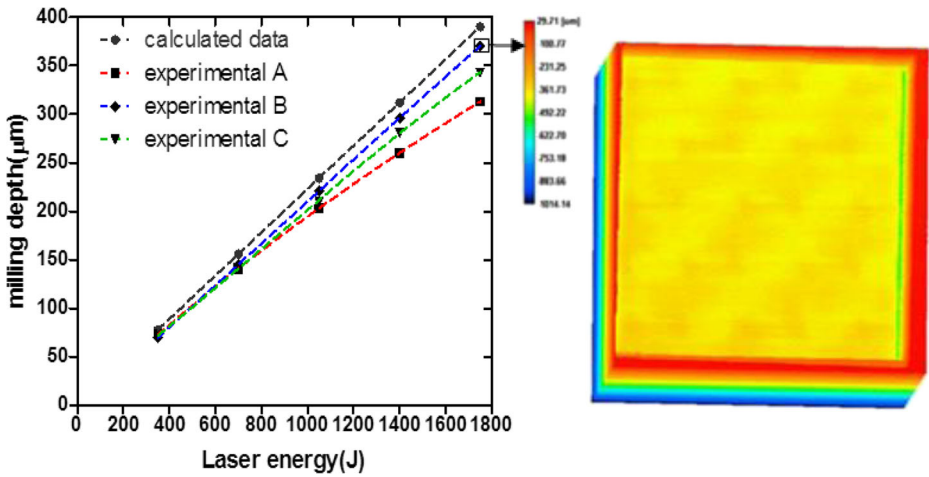 400
350
300
250
200
150
100
50
0
milling depth(μm)
calculated data
experimental A
experimental B
experimental C
0 200 400 600 800 1000 1200 1400 1600 1800
Laser energy(J)
29.71 [um]
100.77
-231.25
361.73
-492.22
-622.70
-753.18
-883.66
1014.14